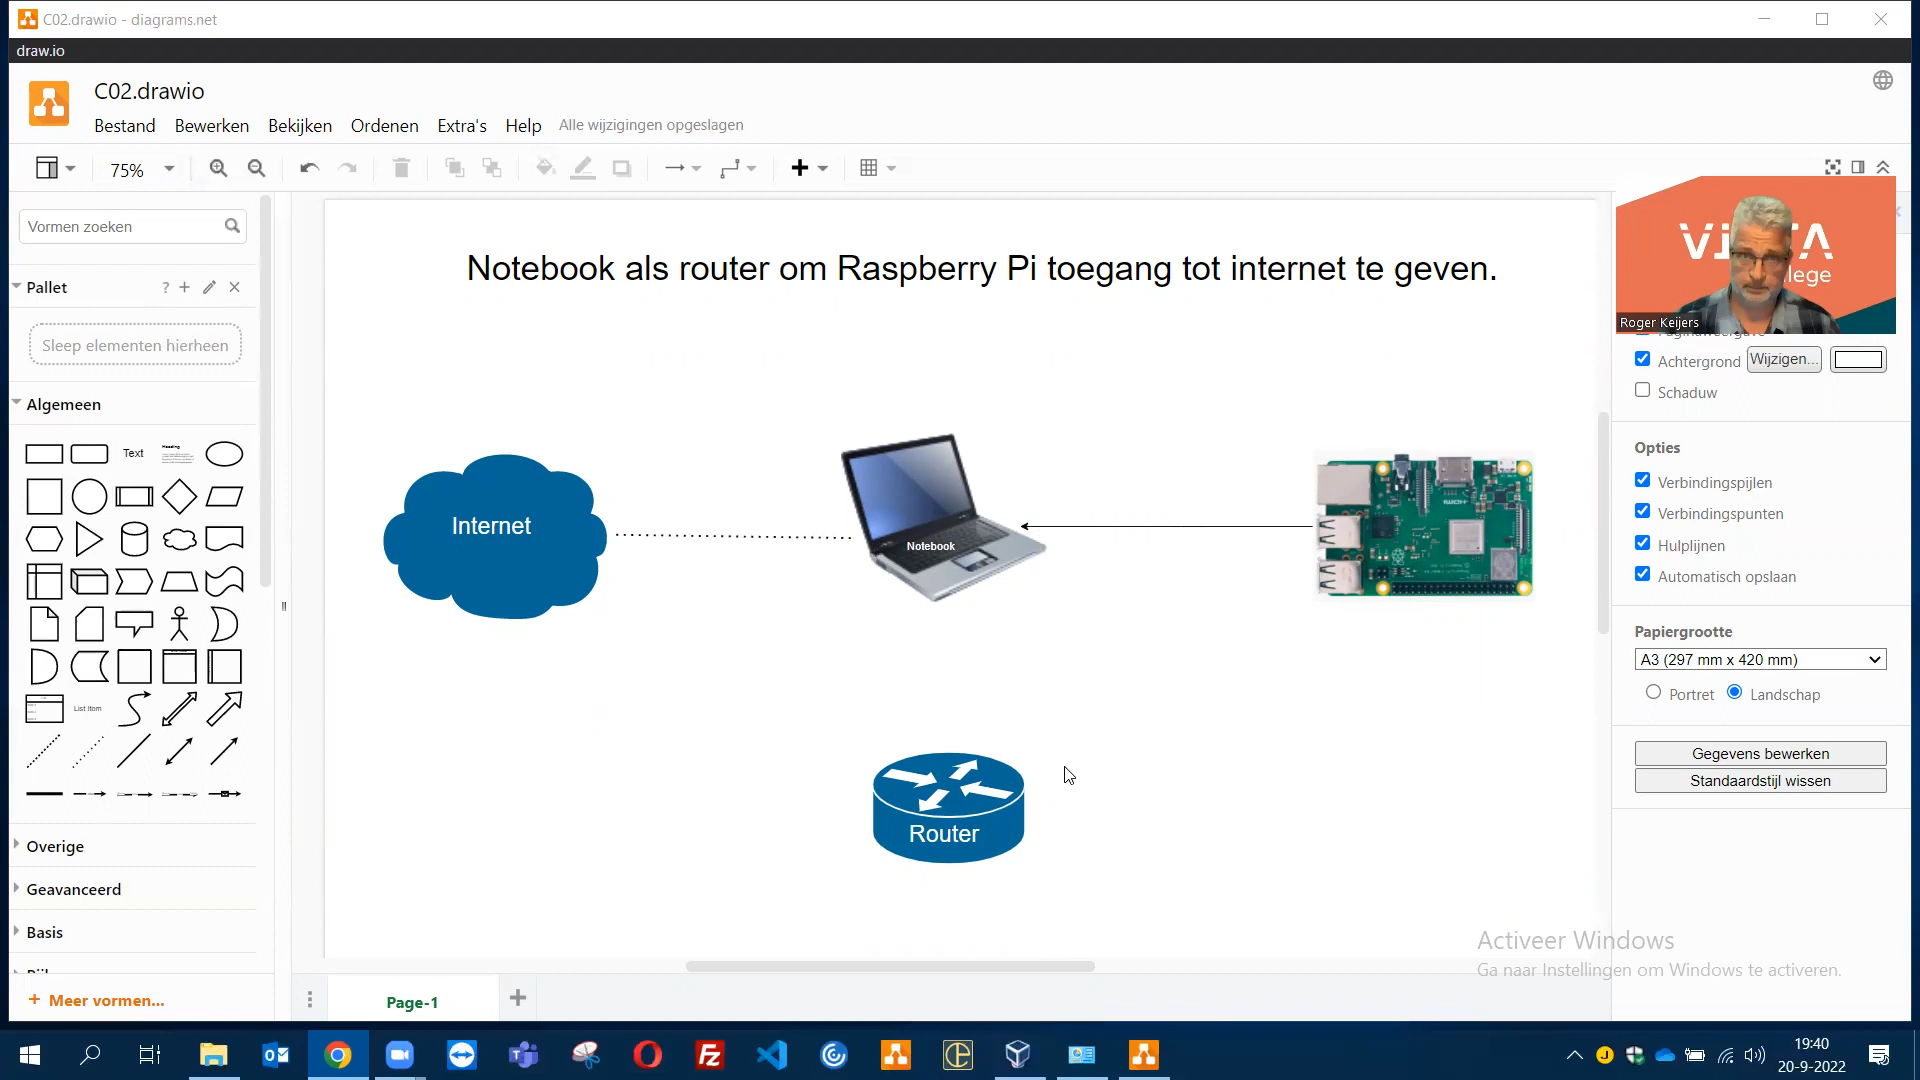 C02.drawio - diagrams.net
draw.io
C02.drawio
Bestand Bewerken Bekijken Ordenen Extra's Help Alle wijzigingen opgeslagen
75%
Vormen zoeken
Pallet ?
Sleep elementen hierheen
Algemeen
Text
Heading
List Item
Overige
Geavanceerd
Basis
+ Meer vormen...
Notebook als router om Raspberry Pi toegang tot internet te geven.
Internet
Notebook
Router
Page-1
Roger Keijers
lege
Achtergrond Wijzigen...
Schaduw
Opties
Verbindingspijlen
Verbindingspunten
Hulplijnen
Automatisch opslaan
Papiergrootte
A3 (297 mm x 420 mm)
Portret Landschap
Gegevens bewerken
Standaardstijl wissen
Activeer Windows
Ga naar Instellingen om Windows te activeren.
19:40
20-9-2022